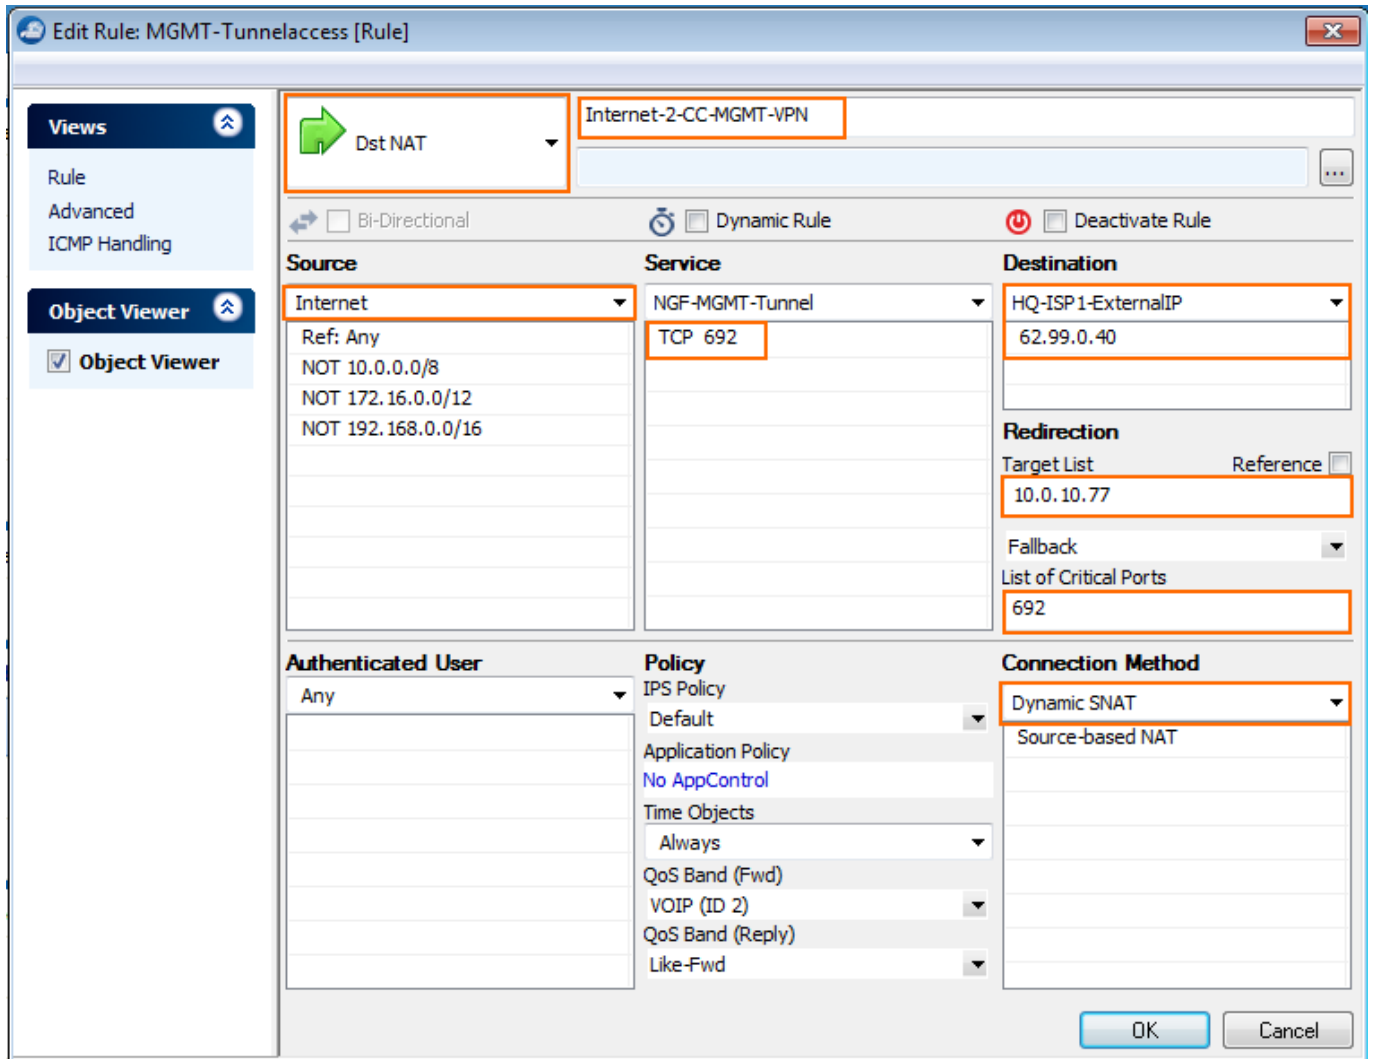 Edit Rule: MGMT-Tunnelaccess [Rule]
Views
Rule
Advanced
ICMP Handling
Object Viewer
Object Viewer
Dst NAT
Internet-2-CC-MGMT-VPN
...
Bi-Directional
Dynamic Rule
Deactivate Rule
Source
Internet
Ref: Any
NOT 10.0.0.0/8
NOT 172.16.0.0/12
NOT 192.168.0.0/16
Service
NGF-MGMT-Tunnel
TCP 692
Destination
HQ-ISP1-ExternalIP
62.99.0.40
Redirection
Target List
Reference
10.0.10.77
Fallback
List of Critical Ports
692
Authenticated User
Any
Policy
IPS Policy
Default
Application Policy
No AppControl
Time Objects
Always
QoS Band (Fwd)
VOIP (ID 2)
QoS Band (Reply)
Like-Fwd
Connection Method
Dynamic SNAT
Source-based NAT
OK
Cancel